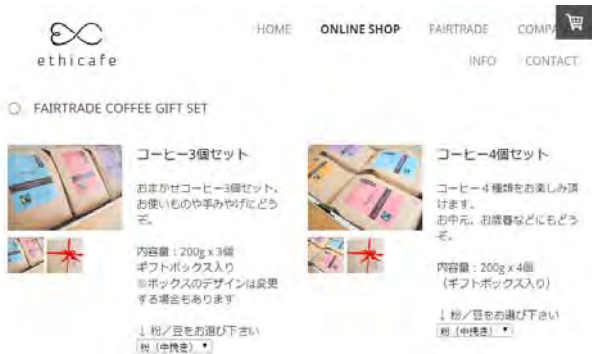 HOME ONLINE SHOP FAIRTRADE COMPA
ethicafe
INFO CONTACT
FAIRTRADE COFFEE GIFT SET
コーヒー3個セット
おまかせコーヒー3個セット。
お使いものや手みやげにどう
ぞ。
内容量：200g x 3個
ギフトボックス入り
※ボックスのデザインは変更
する場合もあります
↓ 粉／豆をお選び下さい
粉（中挽き）
コーヒー4個セット
コーヒー４種類をお楽しみ頂
けます。
お中元、お歳暮などにもどう
ぞ。
内容量：200g x 4個
（ギフトボックス入り）
↓ 粉／豆をお選び下さい
粉（中挽き）